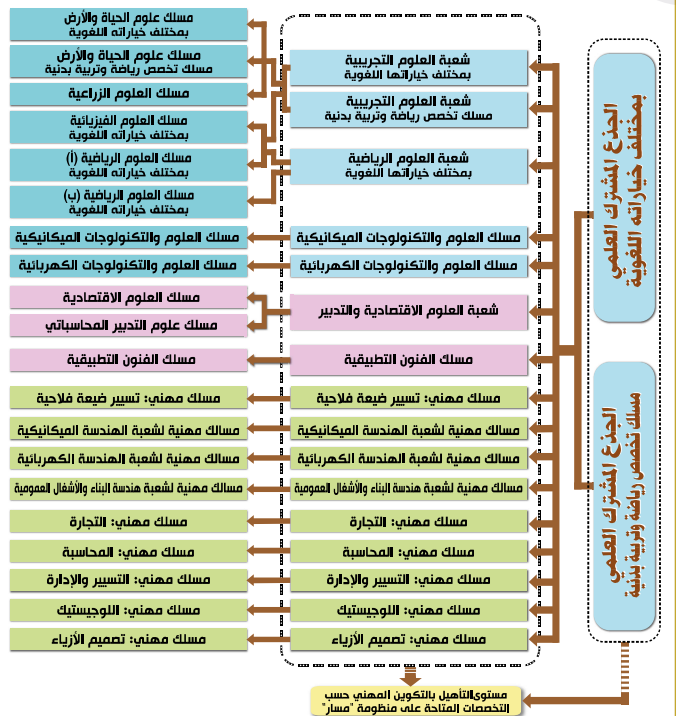 الجذع المشترك العلمي
بمختلف خياراته اللغوية
الجذع المشترك العلمي
مسلك تخصص رياضة وتربية بدنية
شعبة العلوم التجريبية
بمختلف خياراتها اللغوية
شعبة العلوم التجريبية
مسلك تخصص رياضة وتربية بدنية
شعبة العلوم الرياضية
بمختلف خياراتها اللغوية
مسلك العلوم والتكنولوجات الميكانيكية
مسلك العلوم والتكنولوجات الكهربائية
شعبة العلوم الاقتصادية والتدبير
مسلك الفنون التطبيقية
مسلك مهني: تسيير ضيعة فلاحية
مسالك مهنية لشعبة الهندسة الميكانيكية
مسالك مهنية لشعبة الهندسة الكهربائية
مسالك مهنية لشعبة هندسة البناء والأشغال العمومية
مسلك مهني: التجارة
مسلك مهني: المحاسبة
مسلك مهني: التسيير والإدارة
مسلك مهني: اللوجيستيك
مسلك مهني: تصميم الأزياء
مسلك علوم الحياة والأرض
بمختلف خياراته اللغوية
مسلك علوم الحياة والأرض
مسلك تخصص رياضة وتربية بدنية
مسلك العلوم الزراعية
مسلك العلوم الفيزيائية
بمختلف خياراته اللغوية
مسلك العلوم الرياضية (أ)
بمختلف خياراته اللغوية
مسلك العلوم الرياضية (ب)
بمختلف خياراته اللغوية
مسلك العلوم والتكنولوجات الميكانيكية
مسلك العلوم والتكنولوجات الكهربائية
مسلك العلوم الاقتصادية
مسلك علوم التدبير المحاسباتي
مسلك الفنون التطبيقية
مسلك مهني: تسيير ضيعة فلاحية
مسالك مهنية لشعبة الهندسة الميكانيكية
مسالك مهنية لشعبة الهندسة الكهربائية
مسالك مهنية لشعبة هندسة البناء والأشغال العمومية
مسلك مهني: التجارة
مسلك مهني: المحاسبة
مسلك مهني: التسيير والإدارة
مسلك مهني: اللوجيستيك
مسلك مهني: تصميم الأزياء
مستوى التأهيل بالتكوين المهني حسب
التخصصات المتاحة على منظومة "مسار"